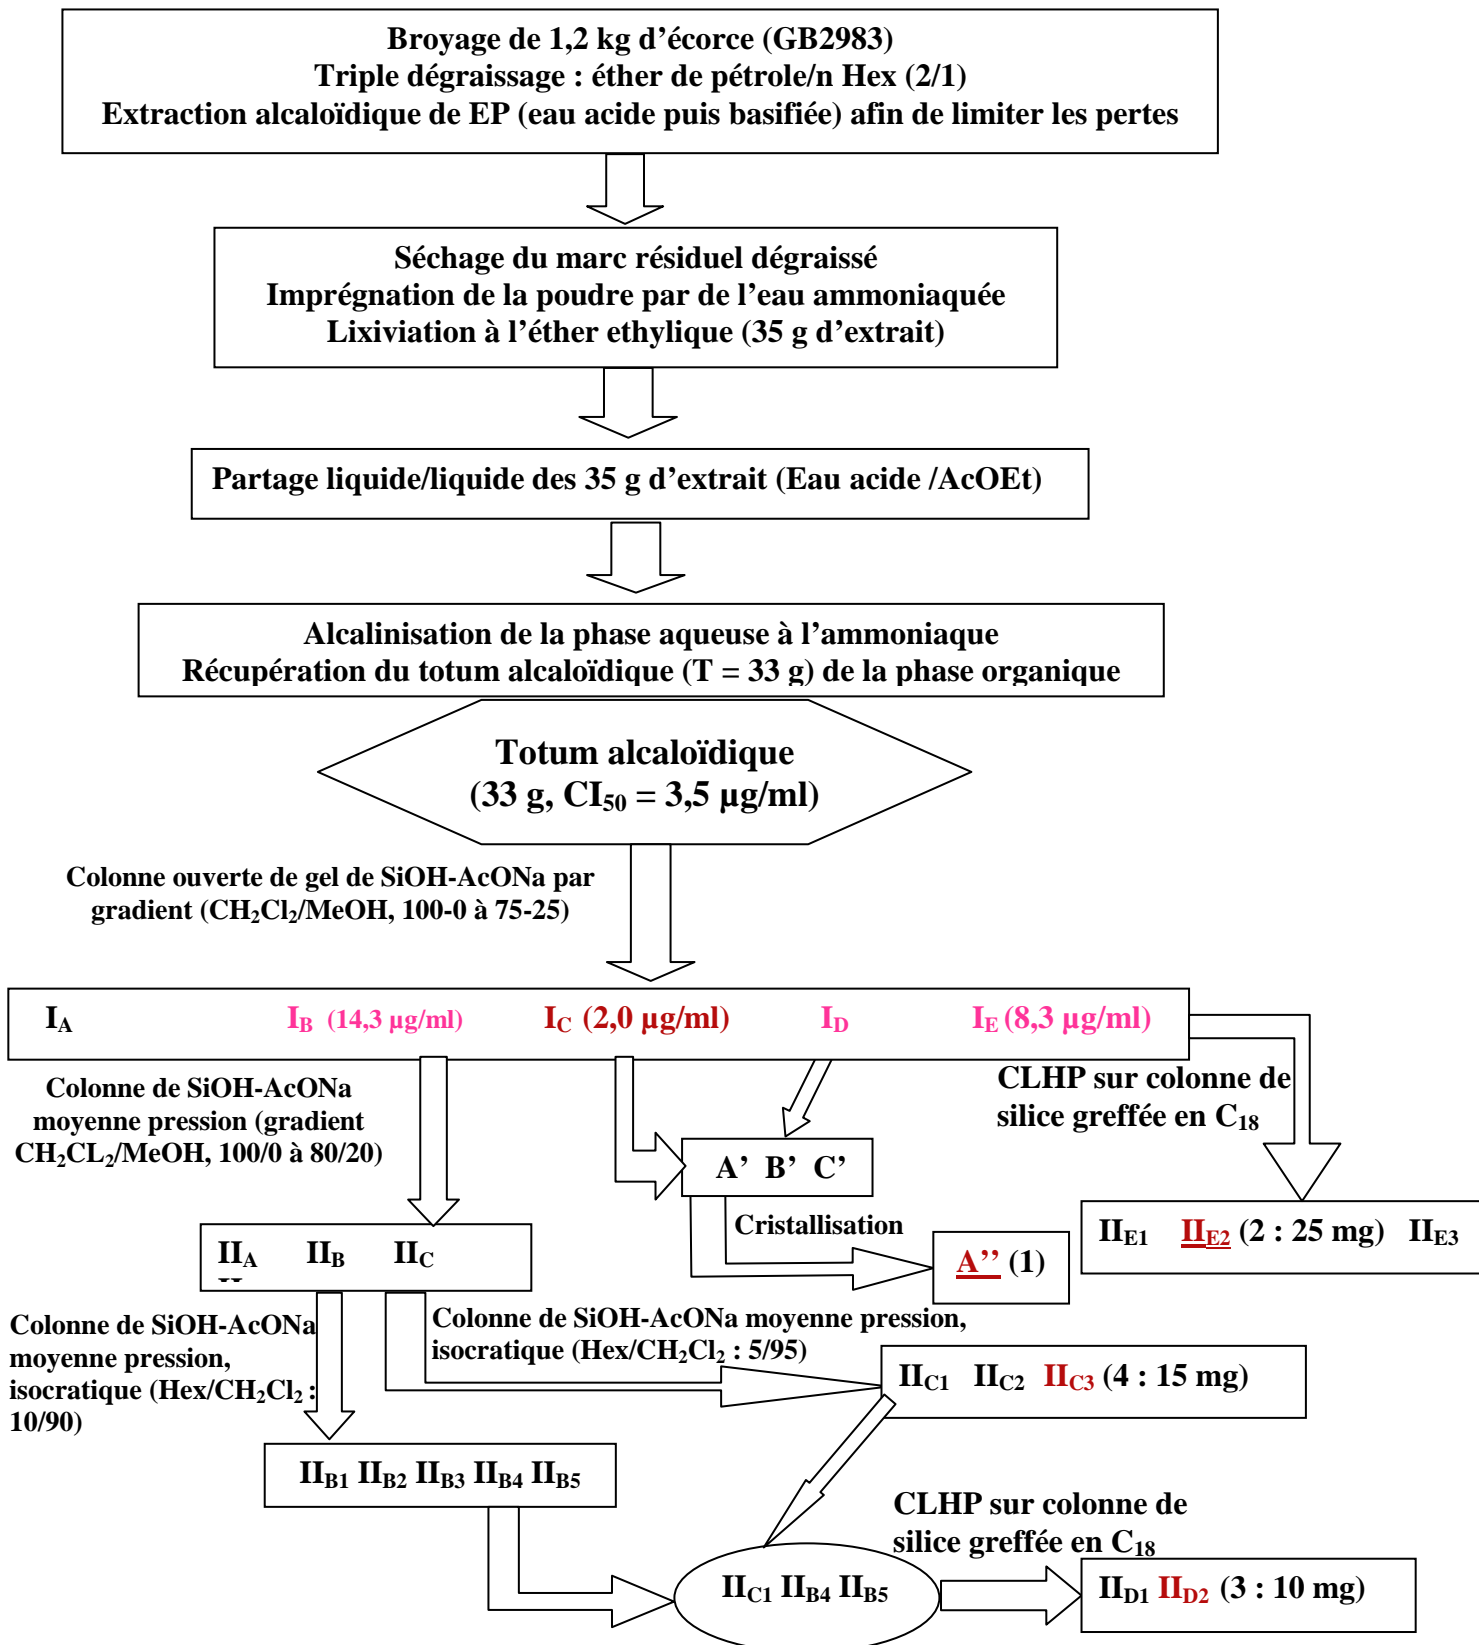 Broyage de 1,2 kg d’écorce (GB2983)
Triple dégraissage : éther de pétrole/n Hex (2/1)
Extraction alcaloïdique de EP (eau acide puis basifiée) afin de limiter les pertes
Séchage du marc résiduel dégraissé
Imprégnation de la poudre par de l’eau ammoniaquée
Lixiviation à l’éther ethylique (35 g d’extrait)
Partage liquide/liquide des 35 g d’extrait (Eau acide /AcOEt)
Alcalinisation de la phase aqueuse à l’ammoniaque
Récupération du totum alcaloïdique (T = 33 g) de la phase organique
Totum alcaloïdique
(33 g, CI50 = 3,5 µg/ml)
Colonne ouverte de gel de SiOH-AcONa par
gradient (CH2Cl2/MeOH, 100-0 à 75-25)
IA IB (14,3 µg/ml) IC (2,0 µg/ml) ID IE (8,3 µg/ml)
Colonne de SiOH-AcONa
moyenne pression (gradient
CH2CL2/MeOH, 100/0 à 80/20)
CLHP sur colonne de
silice greffée en C18
A’ B’ C’
Cristallisation
A’’ (1)
IIE1 IIE2 (2 : 25 mg) IIE3
IIA IIB IIC
Colonne de SiOH-AcONa
moyenne pression,
isocratique (Hex/CH2Cl2 :
10/90)
Colonne de SiOH-AcONa moyenne pression,
isocratique (Hex/CH2Cl2 : 5/95)
IIC1 IIC2 IIC3 (4 : 15 mg)
IIB1 IIB2 IIB3 IIB4 IIB5
CLHP sur colonne de
silice greffée en C18
IIC1 IIB4 IIB5
IID1 IID2 (3 : 10 mg)